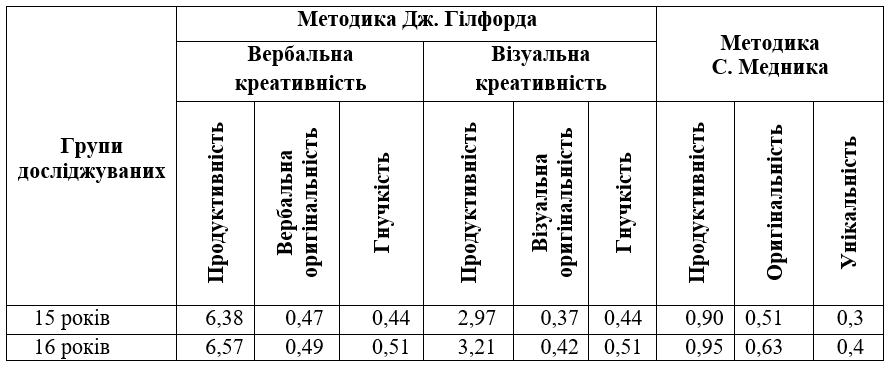 Групи
досліджуваних
Методика Дж. Гілфорда
Методика
С. Медника
Вербальна
креативність
Візуальна
креативність
Продуктивність
Вербальна
оригінальність
Гнучкість
Продуктивність
Візуальна
оригінальність
Гнучкість
Продуктивність
Оригінальність
Унікальність
15 років 6,38 0,47 0,44 2,97 0,37 0,44 0,90 0,51 0,3
16 років 6,57 0,49 0,51 3,21 0,42 0,51 0,95 0,63 0,4